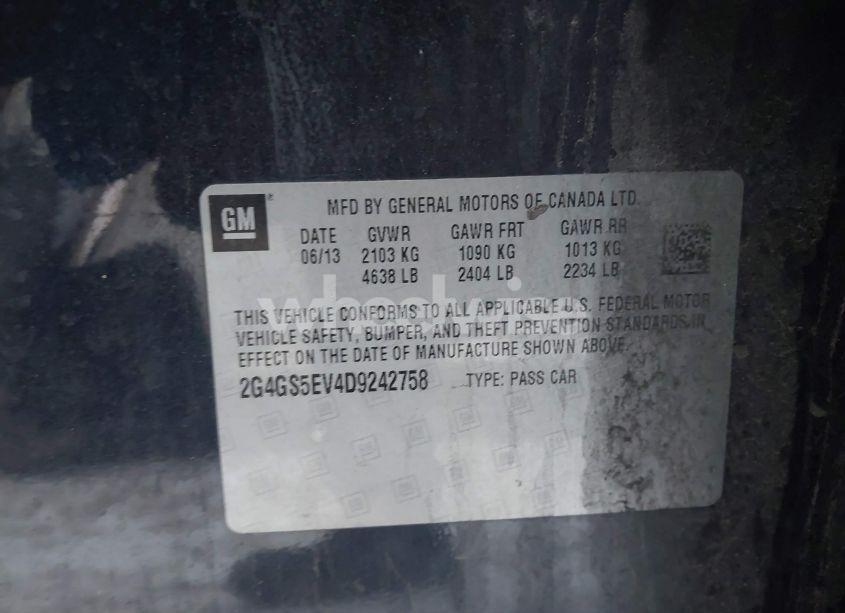 GM
MFD BY GENERAL MOTORS OF CANADA LTD.
DATE GVWR GAWR FRT GAWR RR
06/13 2103 KG 1090 KG 1013 KG
4638 LB 2404 LB 2234 LB
THIS VEHICLE CONFORMS TO ALL APPLICABLE U.S. FEDERAL MOTOR
VEHICLE SAFETY, BUMPER, AND THEFT PREVENTION STANDARDS IN
EFFECT ON THE DATE OF MANUFACTURE SHOWN ABOVE.
2G4GS5EV4D9242758 TYPE: PASS CAR